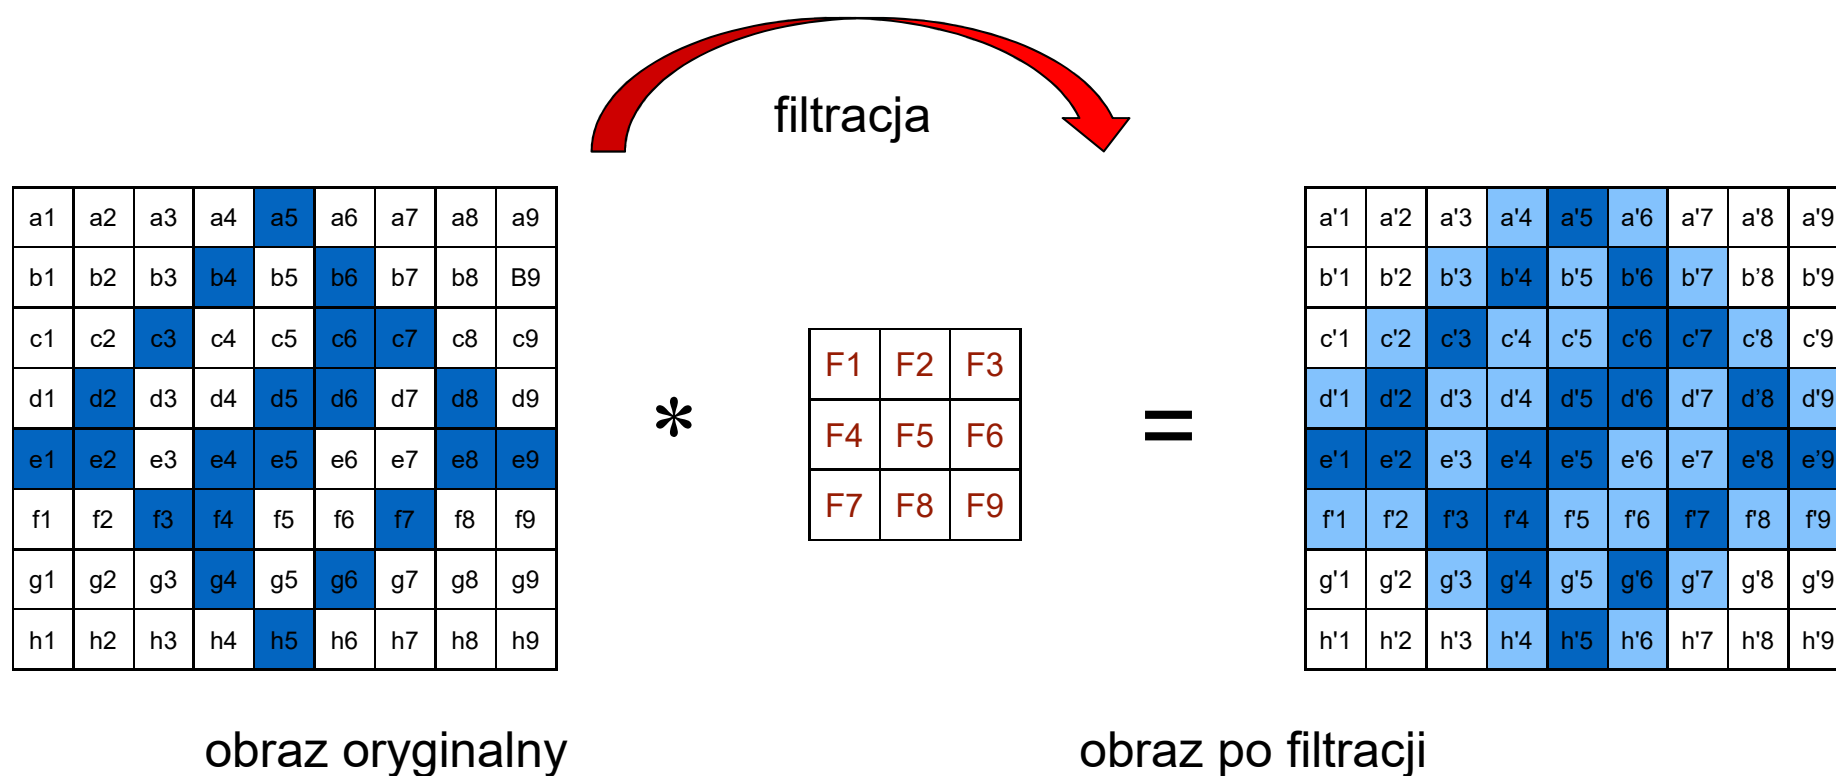 filtracja
a1 a2 a3 a4 a5 a6 a7 a8 a9
b1 b2 b3 b4 b5 b6 b7 b8 B9
c1 c2 c3 c4 c5 c6 c7 c8 c9
d1 d2 d3 d4 d5 d6 d7 d8 d9
e1 e2 e3 e4 e5 e6 e7 e8 e9
f1 f2 f3 f4 f5 f6 f7 f8 f9
g1 g2 g3 g4 g5 g6 g7 g8 g9
h1 h2 h3 h4 h5 h6 h7 h8 h9
*
F1 F2 F3
F4 F5 F6
F7 F8 F9
=
a'1 a'2 a'3 a'4 a'5 a'6 a'7 a'8 a'9
b'1 b'2 b'3 b'4 b'5 b'6 b'7 b’8 b'9
c'1 c'2 c'3 c'4 c'5 c'6 c'7 c'8 c'9
d'1 d'2 d'3 d'4 d'5 d'6 d'7 d’8 d'9
e'1 e'2 e'3 e'4 e'5 e'6 e'7 e'8 e’9
f'1 f'2 f'3 f'4 f'5 f'6 f'7 f'8 f'9
g'1 g'2 g'3 g'4 g'5 g'6 g'7 g'8 g'9
h'1 h'2 h'3 h'4 h'5 h'6 h'7 h'8 h'9
obraz oryginalny
obraz po filtracji